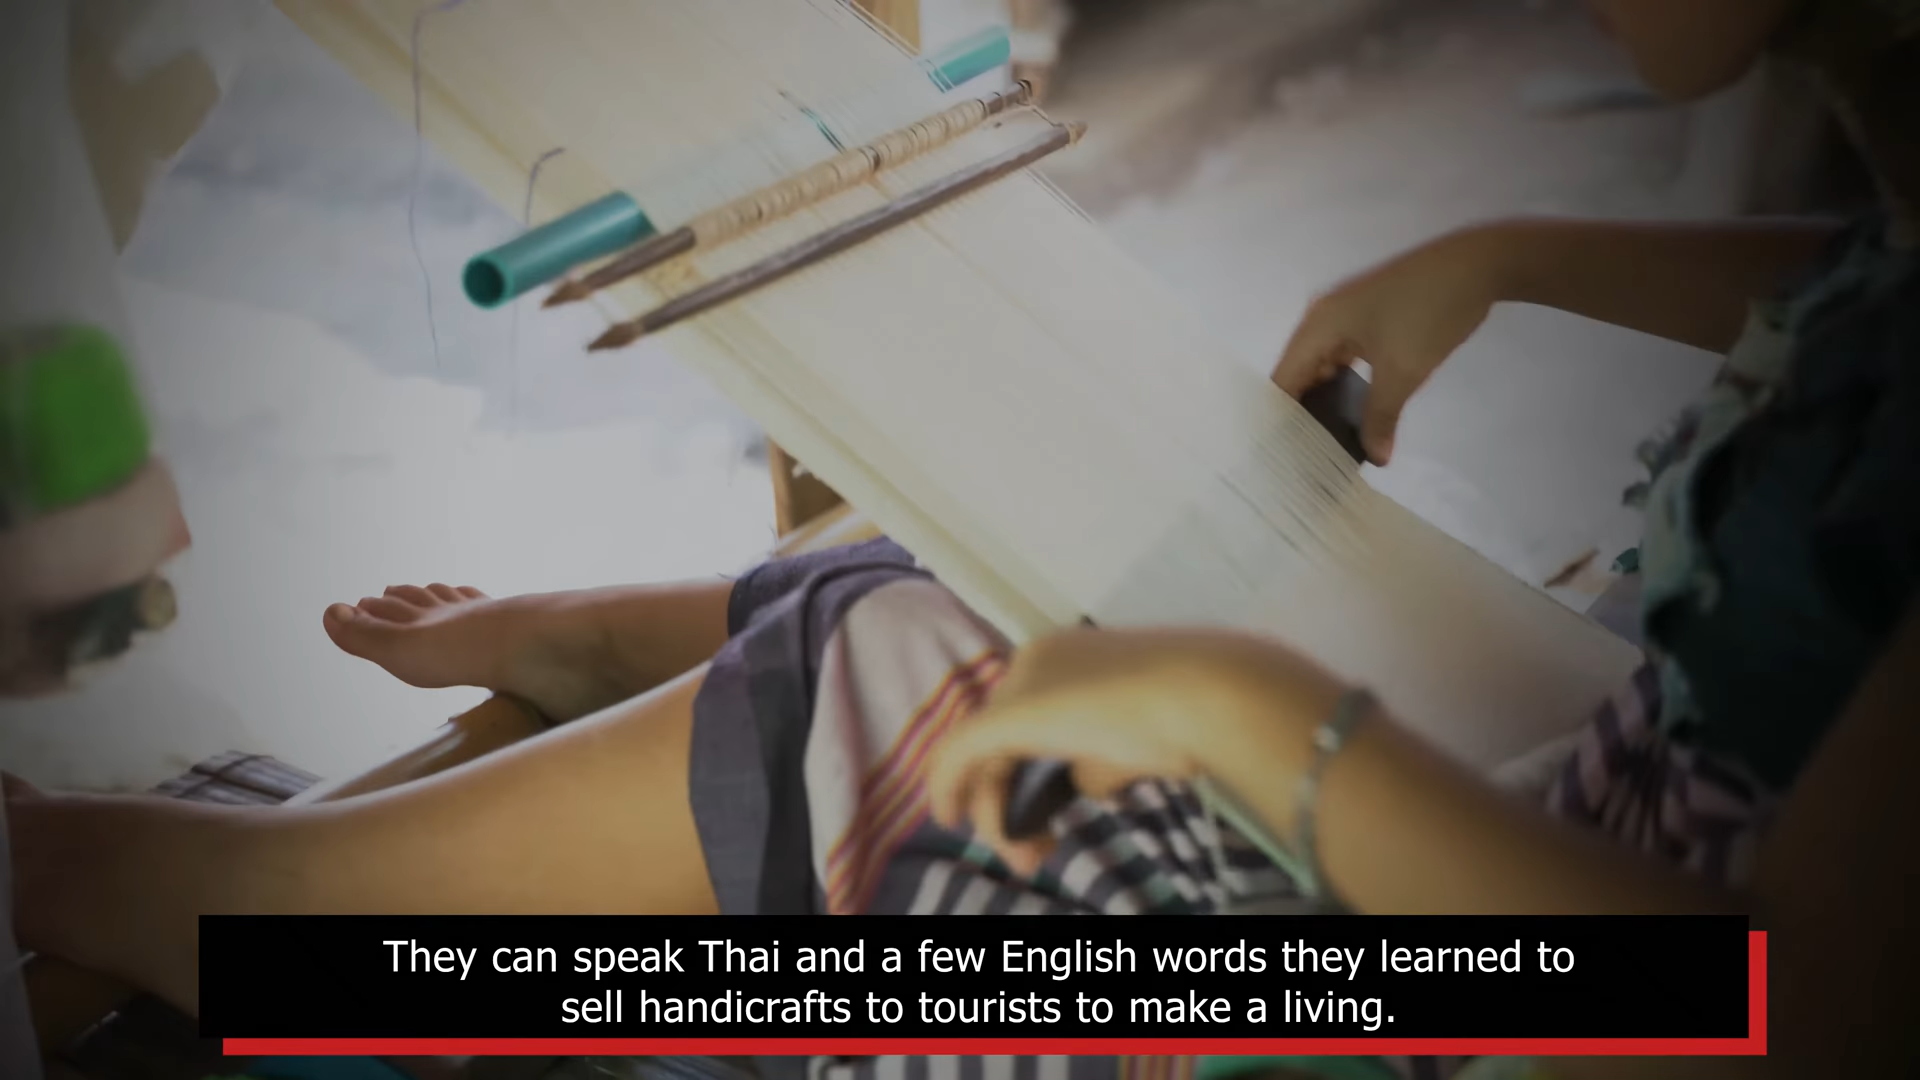 They can speak Thai and a few English words they learned to
sell handicrafts to tourists to make a living.